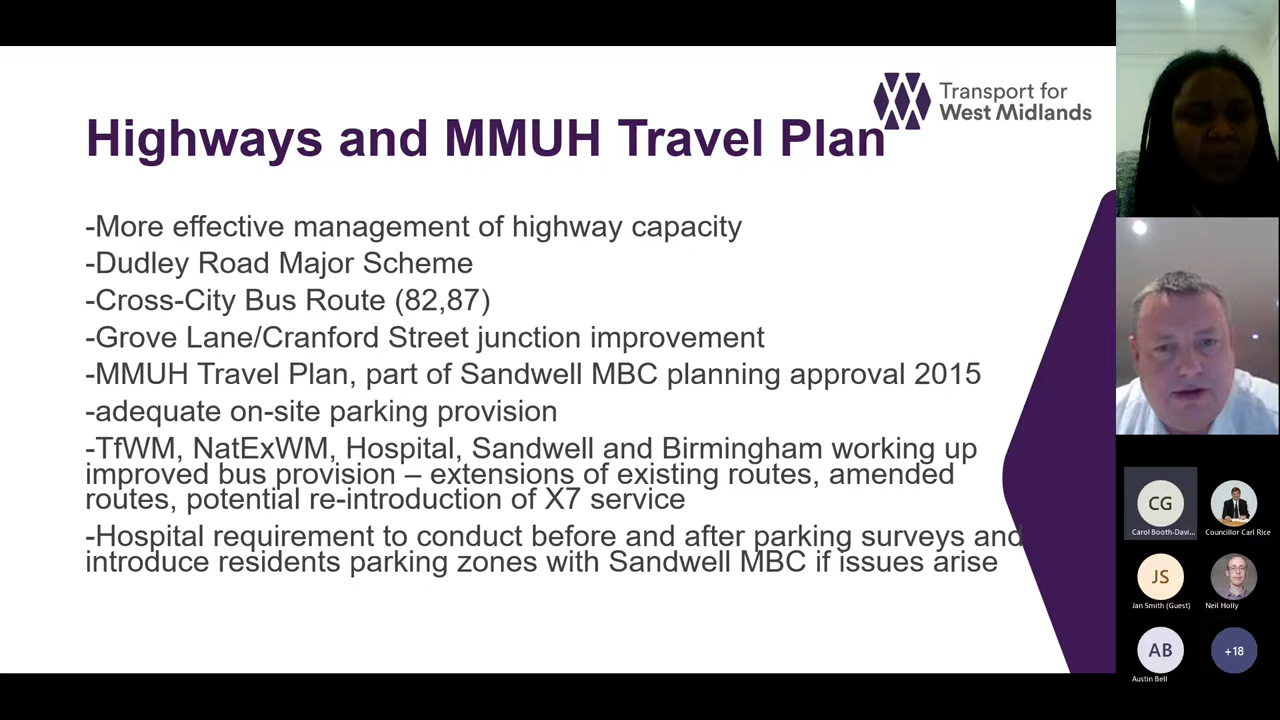 Transport for
West Midlands
Highways and MMUH Travel Plan
-More effective management of highway capacity
-Dudley Road Major Scheme
-Cross-City Bus Route (82,87)
-Grove Lane/Cranford Street junction improvement
-MMUH Travel Plan, part of Sandwell MBC planning approval 2015
-adequate on-site parking provision
-TfWM, NatExWM, Hospital, Sandwell and Birmingham working up
improved bus provision – extensions of existing routes, amended
routes, potential re-introduction of X7 service
-Hospital requirement to conduct before and after parking surveys and
introduce residents parking zones with Sandwell MBC if issues arise
CG
Carol Booth-Davi...
Councillor Carl Rice
JS
Jan Smith (Guest)
Neil Holly
AB
+18
Austin Bell